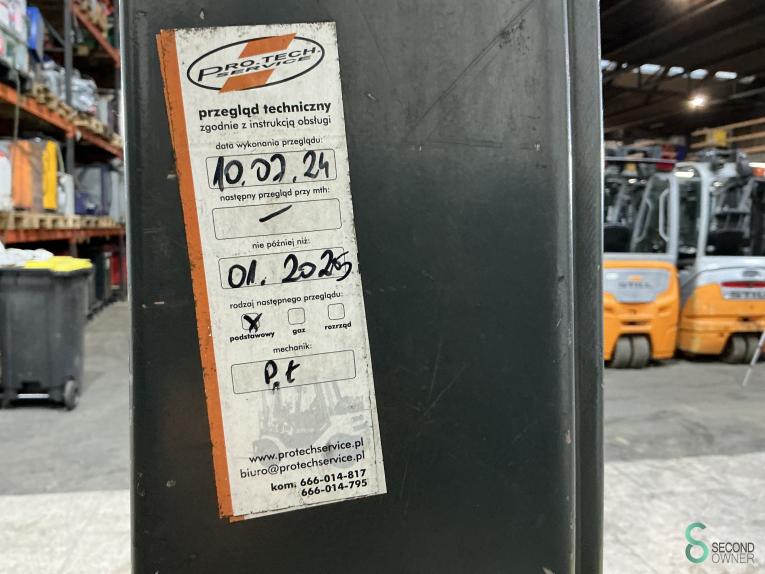 PRO.TECH.
SERVICE
przegląd techniczny
zgodnie z instrukcją obsługi
data wykonania przeglądu:
10.07.24
następny przegląd przy mth:
—
nie później niż:
01. 2025
rodzaj następnego przeglądu:
X
podstawowy gaz rozrząd
mechanik:
P.t
www.protechservice.pl
biuro@protechservice.pl
kom. 666-014-817
666-014-795
STILL
STILL
SECOND
OWNER